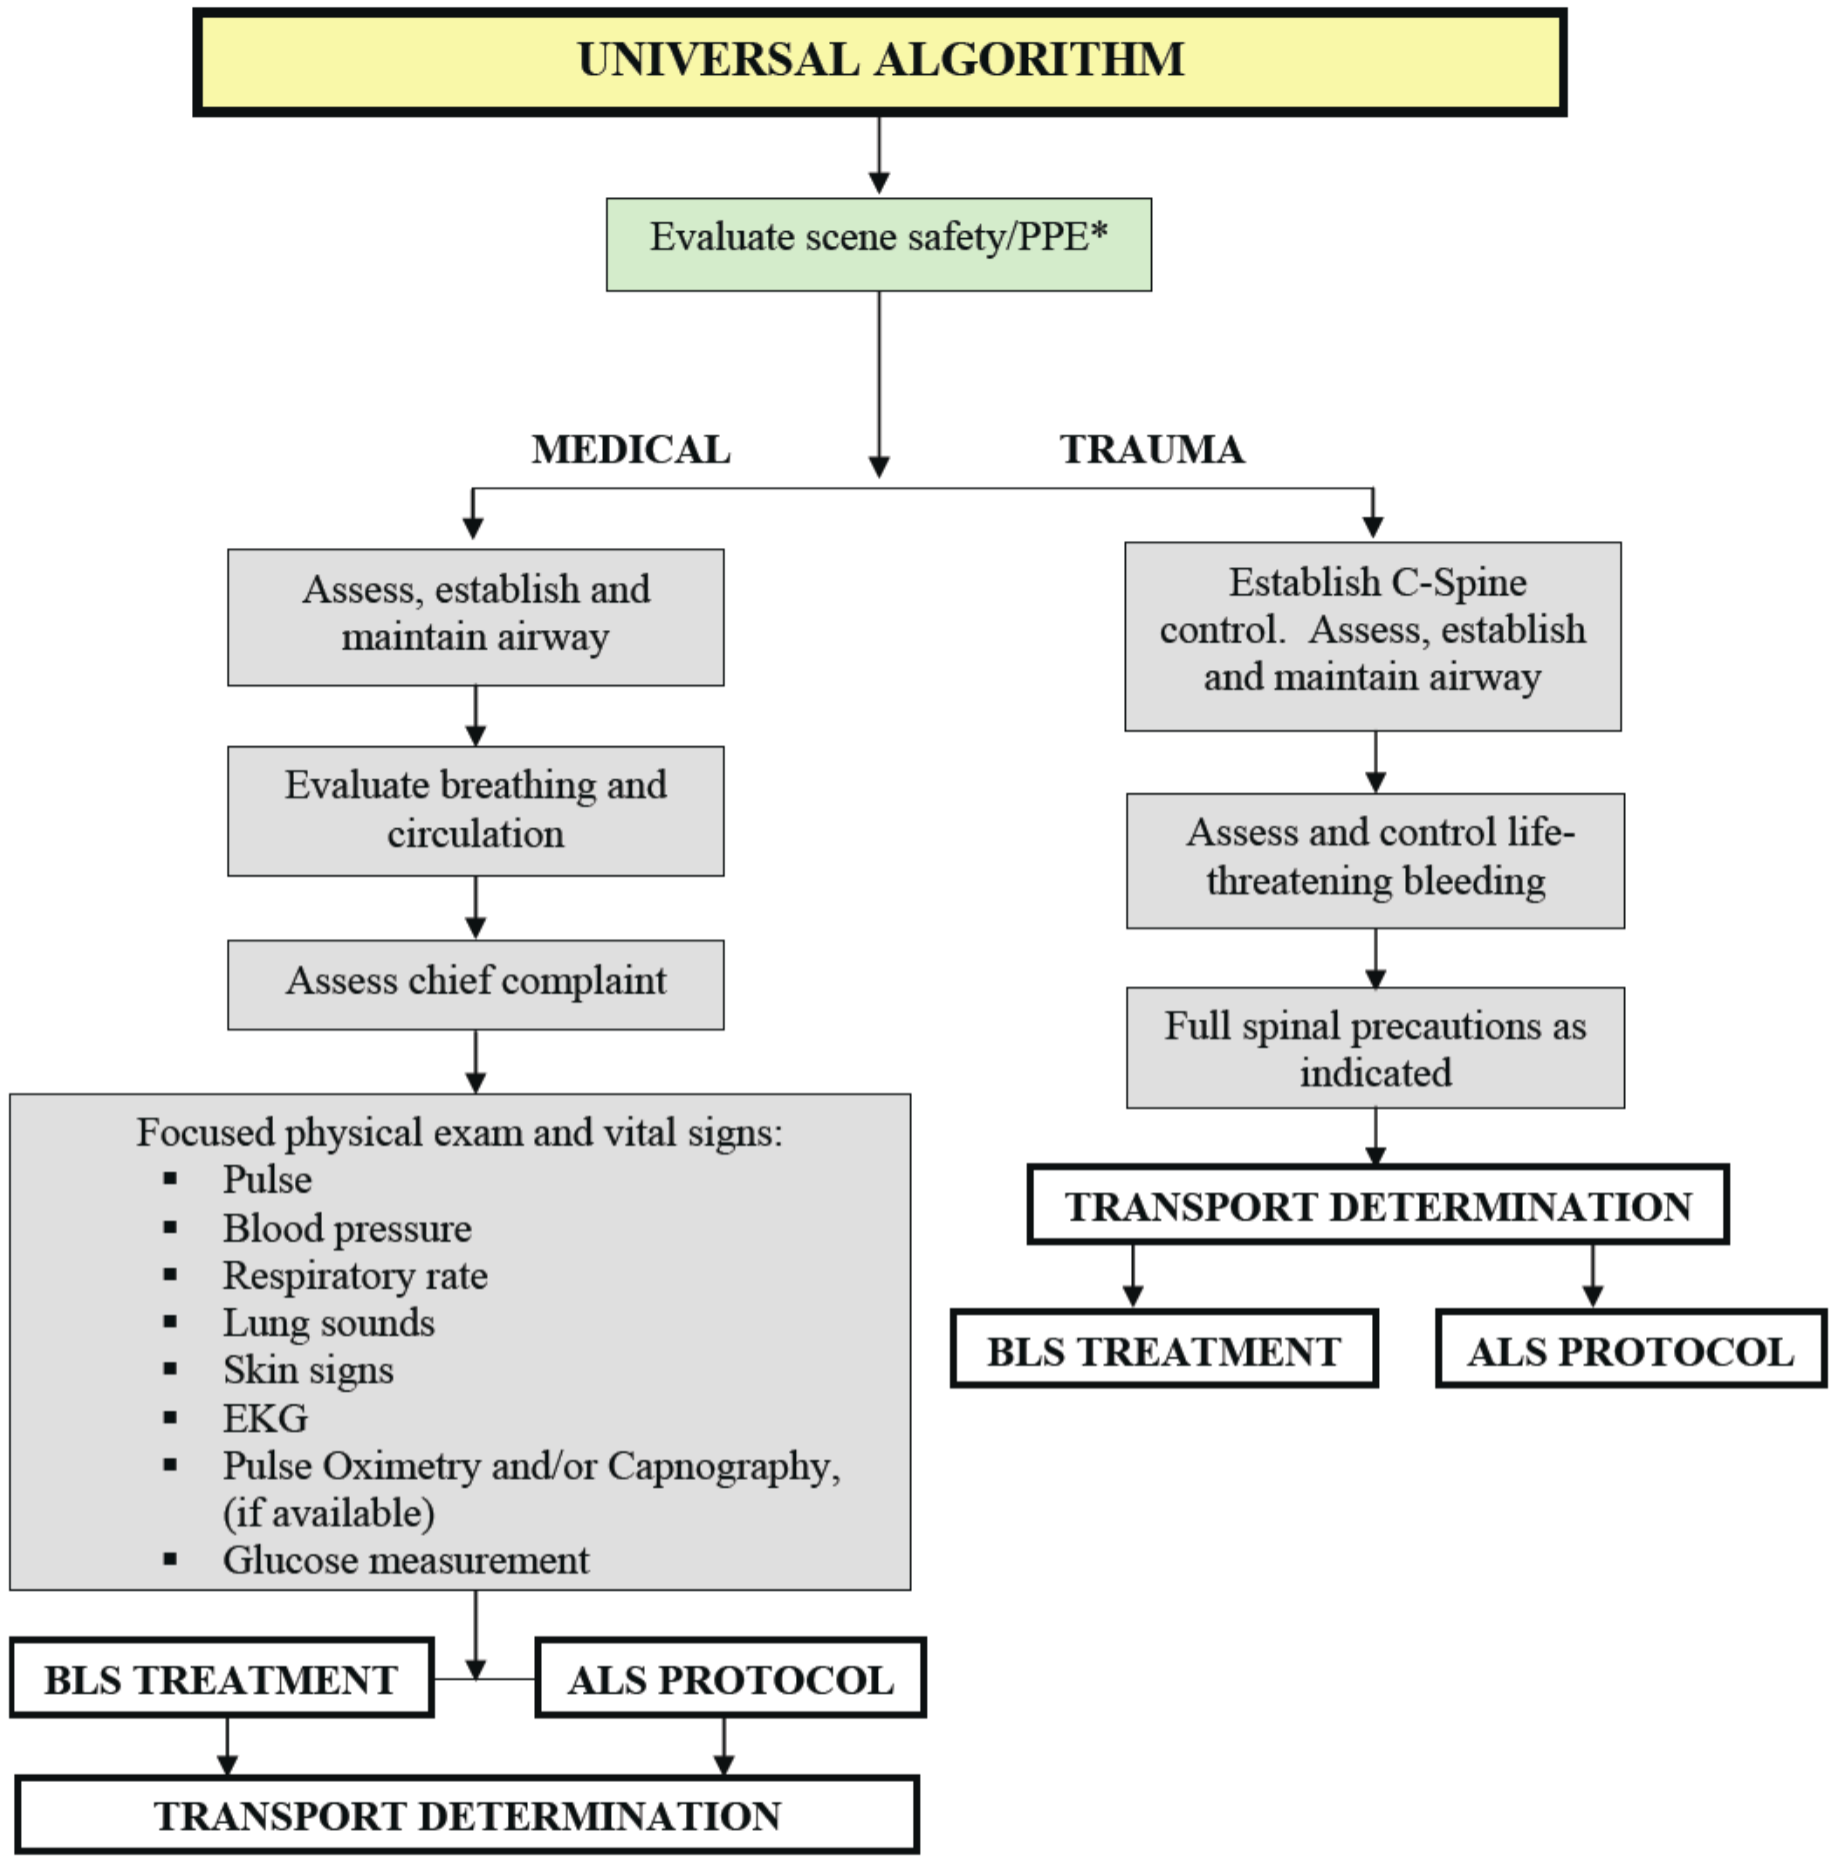 UNIVERSAL ALGORITHM
Evaluate scene safety/PPE*
MEDICAL
TRAUMA
Assess, establish and
maintain airway
Evaluate breathing and
circulation
Assess chief complaint
Focused physical exam and vital signs:
▪ Pulse
▪ Blood pressure
▪ Respiratory rate
▪ Lung sounds
▪ Skin signs
▪ EKG
▪ Pulse Oximetry and/or Capnography,
(if available)
▪ Glucose measurement
BLS TREATMENT
ALS PROTOCOL
TRANSPORT DETERMINATION
Establish C-Spine
control.  Assess, establish
and maintain airway
Assess and control life-
threatening bleeding
Full spinal precautions as
indicated
TRANSPORT DETERMINATION
BLS TREATMENT
ALS PROTOCOL